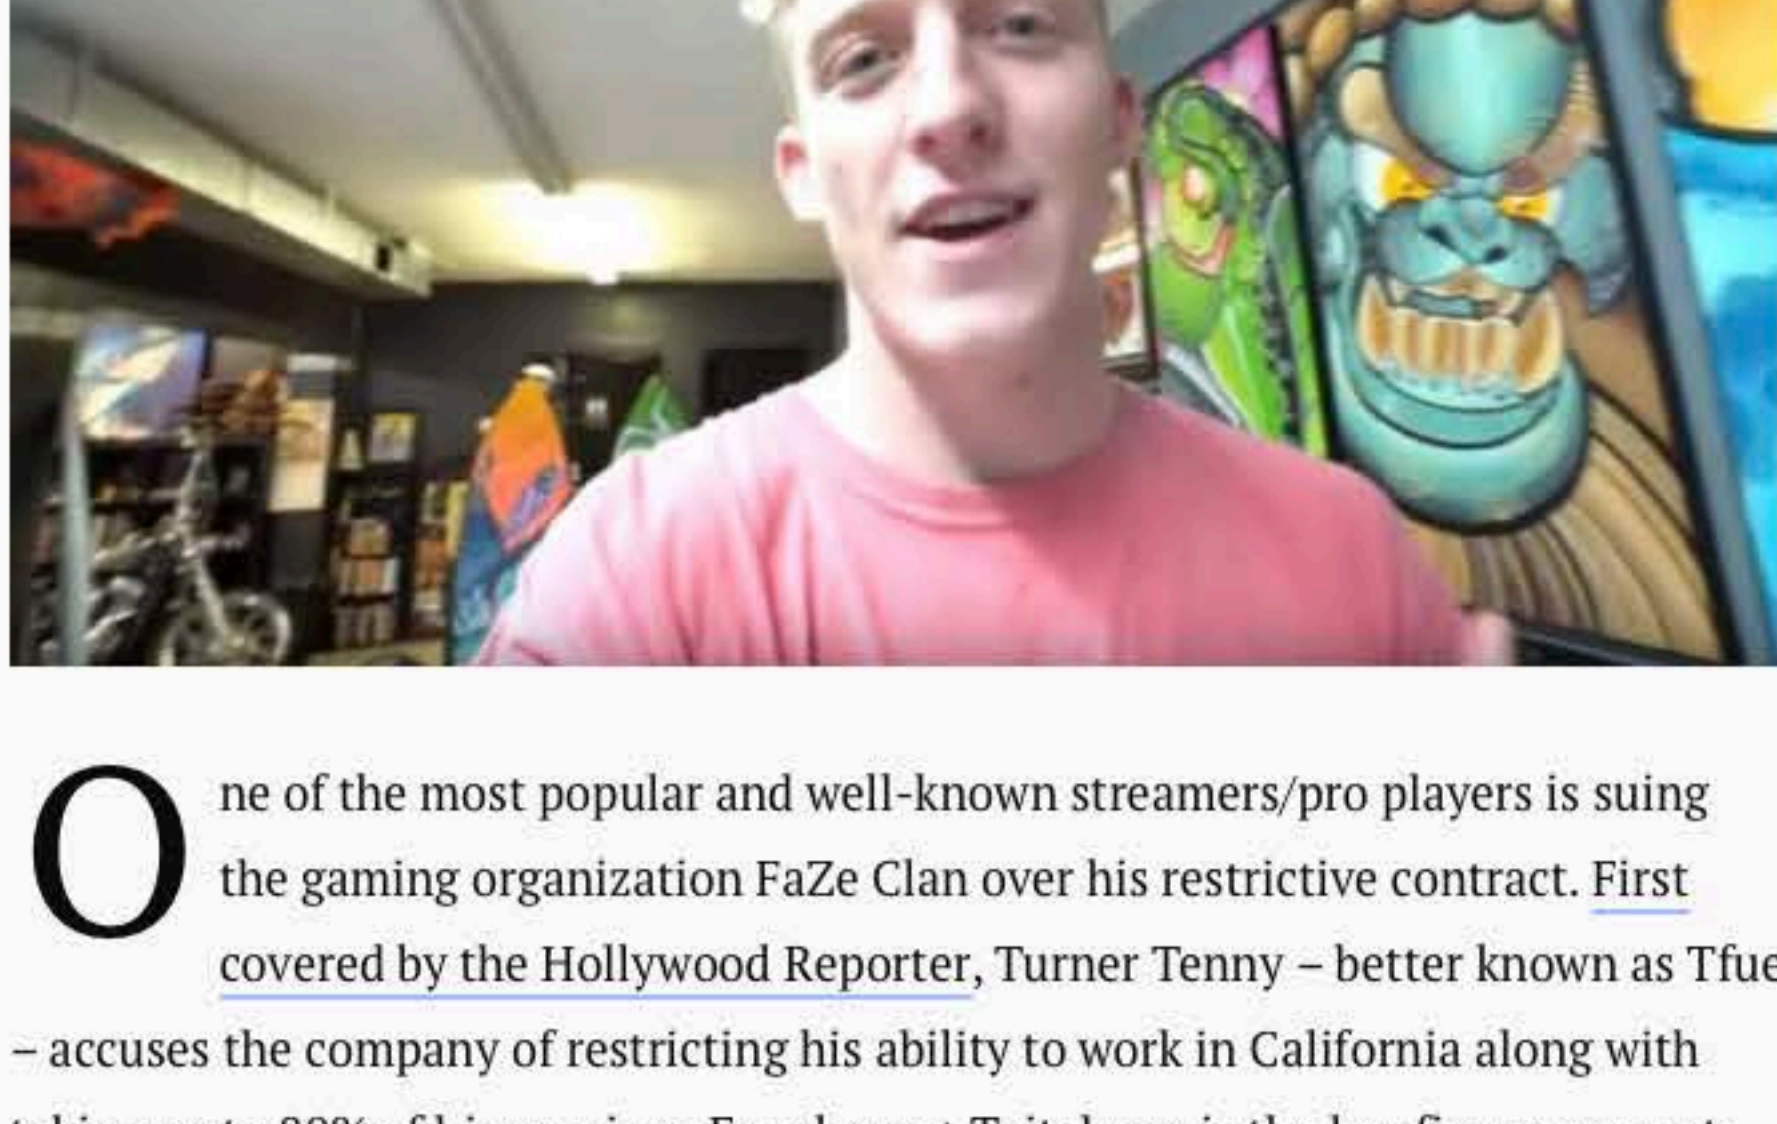 One of the most popular and well-known streamers/pro players is suing
the gaming organization FaZe Clan over his restrictive contract. First
covered by the Hollywood Reporter, Turner Tenny – better known as Tfue
– accuses the company of restricting his ability to work in California along with